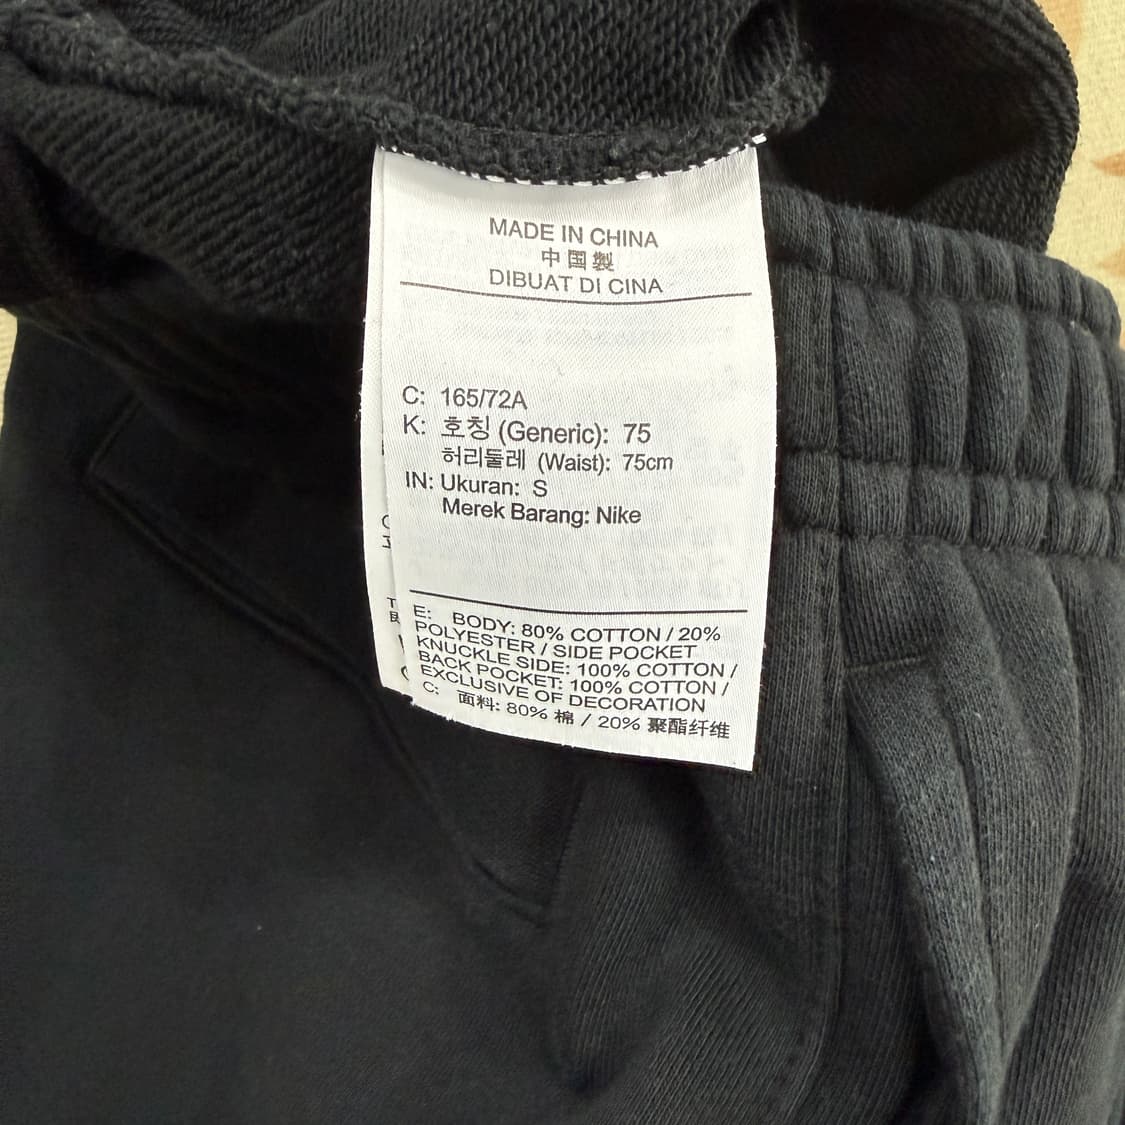 MADE IN CHINA
中国製
DIBUAT DI CINA
C: 165/72A
K: 호칭 (Generic): 75
허리둘레 (Waist): 75cm
IN: Ukuran: S
Merek Barang: Nike
E: BODY: 80% COTTON / 20%
POLYESTER / SIDE POCKET
KNUCKLE SIDE: 100% COTTON /
BACK POCKET: 100% COTTON /
EXCLUSIVE OF DECORATION
C: 面料: 80% 棉 / 20% 聚酯纤维